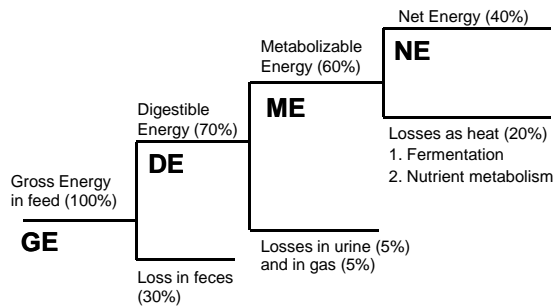 Gross Energy
in feed (100%)
GE
Digestible
Energy (70%)
DE
Loss in feces
(30%)
Metabolizable
Energy (60%)
ME
Losses in urine (5%)
and in gas (5%)
Net Energy (40%)
NE
Losses as heat (20%)
1. Fermentation
2. Nutrient metabolism